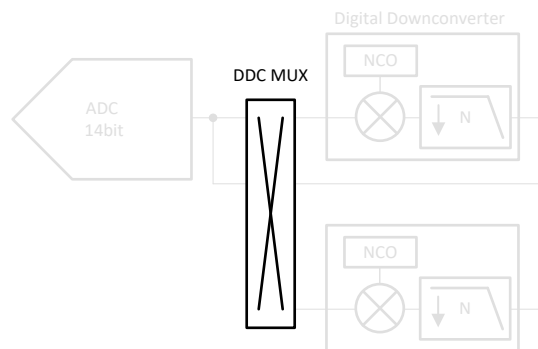 Digital Downconverter
NCO
DDC MUX
ADC
14bit
N
NCO
N